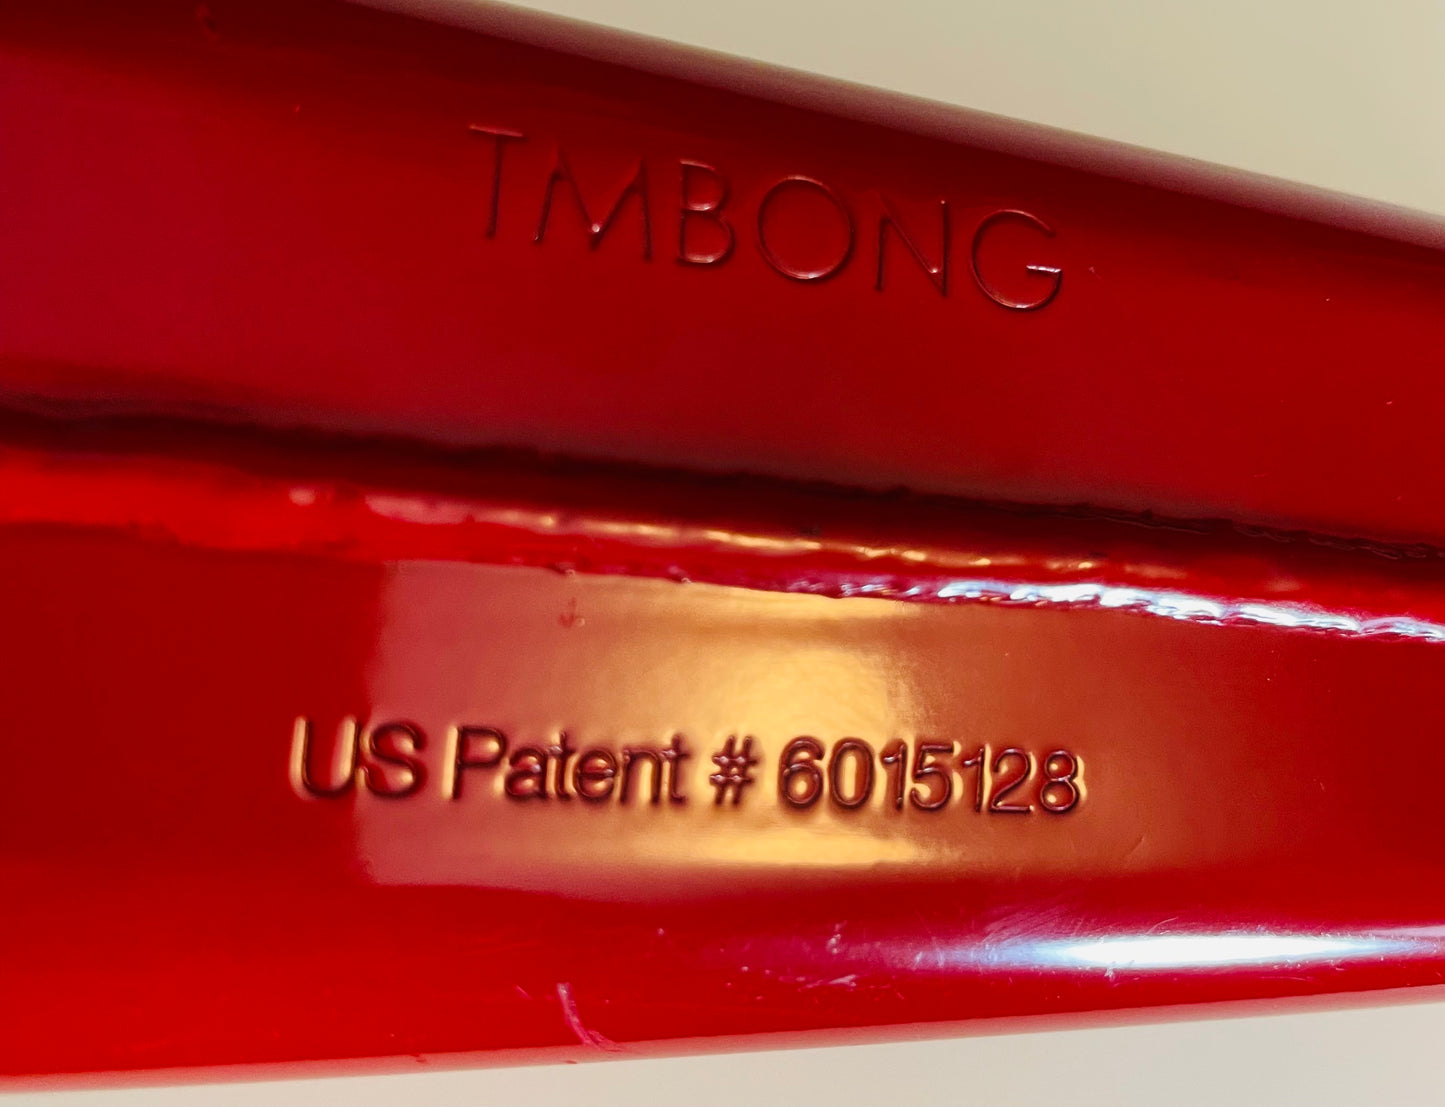 TMBONG
US Patent # 6015128